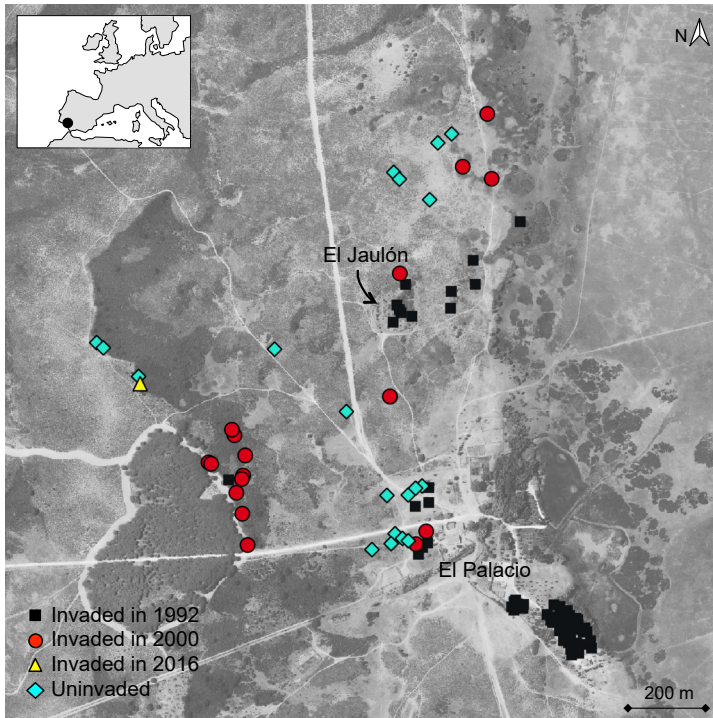 N
El Jaulón
El Palacio
Invaded in 1992
Invaded in 2000
Invaded in 2016
Uninvaded
200 m